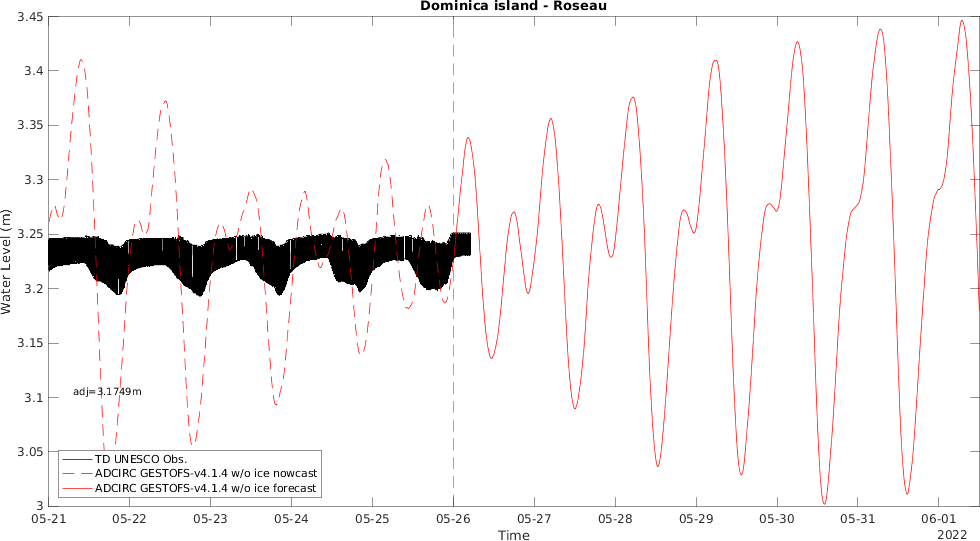 Dominica island - Roseau
3.45
3.4
3.35
3.3
3.25
3.2
3.15
3.1
3.05
3
Water Level (m)
adj=3.1749m
TD UNESCO Obs.
ADCIRC GESTOFS-v4.1.4 w/o ice nowcast
ADCIRC GESTOFS-v4.1.4 w/o ice forecast
05-21 05-22 05-23 05-24 05-25 05-26 05-27 05-28 05-29 05-30 05-31 06-01
Time
2022